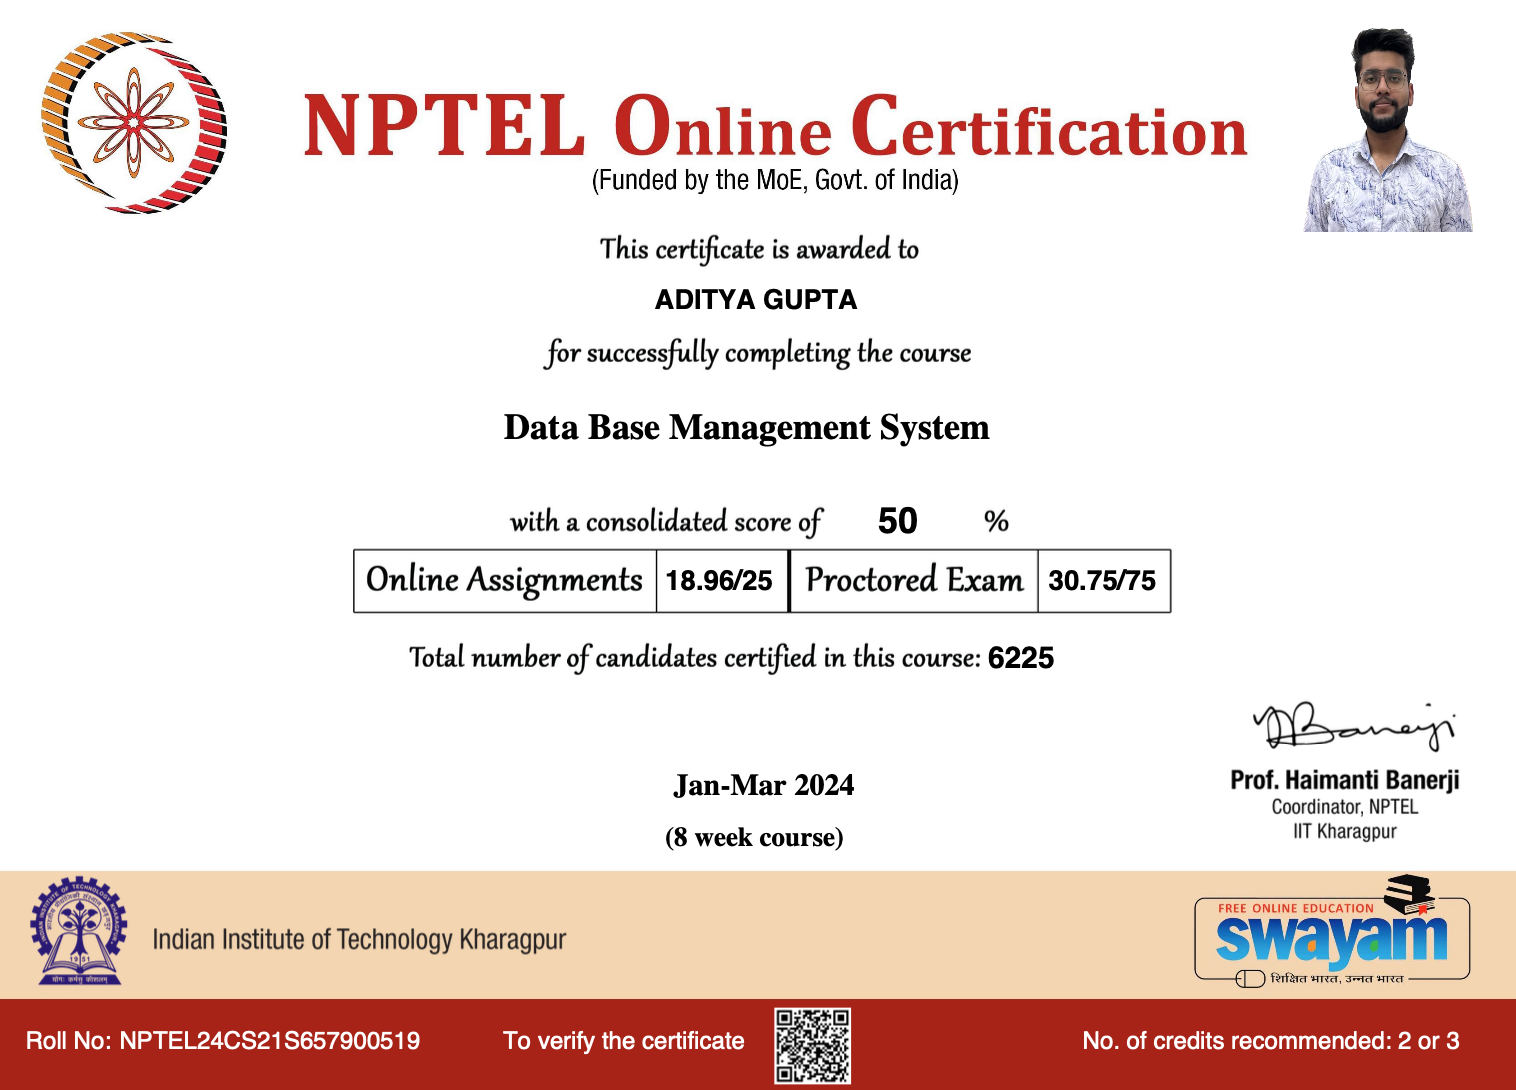 NPTEL Online Certification
(Funded by the MoE, Govt. of India)
This certificate is awarded to
ADITYA GUPTA
for successfully completing the course
Data Base Management System
with a consolidated score of 50 %
Online Assignments 18.96/25 Proctored Exam 30.75/75
Total number of candidates certified in this course: 6225
Jan-Mar 2024
(8 week course)
Prof. Haimanti Banerji
Coordinator, NPTEL
IIT Kharagpur
1951
योगः कर्मसु कौशलम्
Indian Institute of Technology Kharagpur
FREE ONLINE EDUCATION
swayam
शिक्षित भारत, उन्नत भारत
Roll No: NPTEL24CS21S657900519
To verify the certificate
No. of credits recommended: 2 or 3